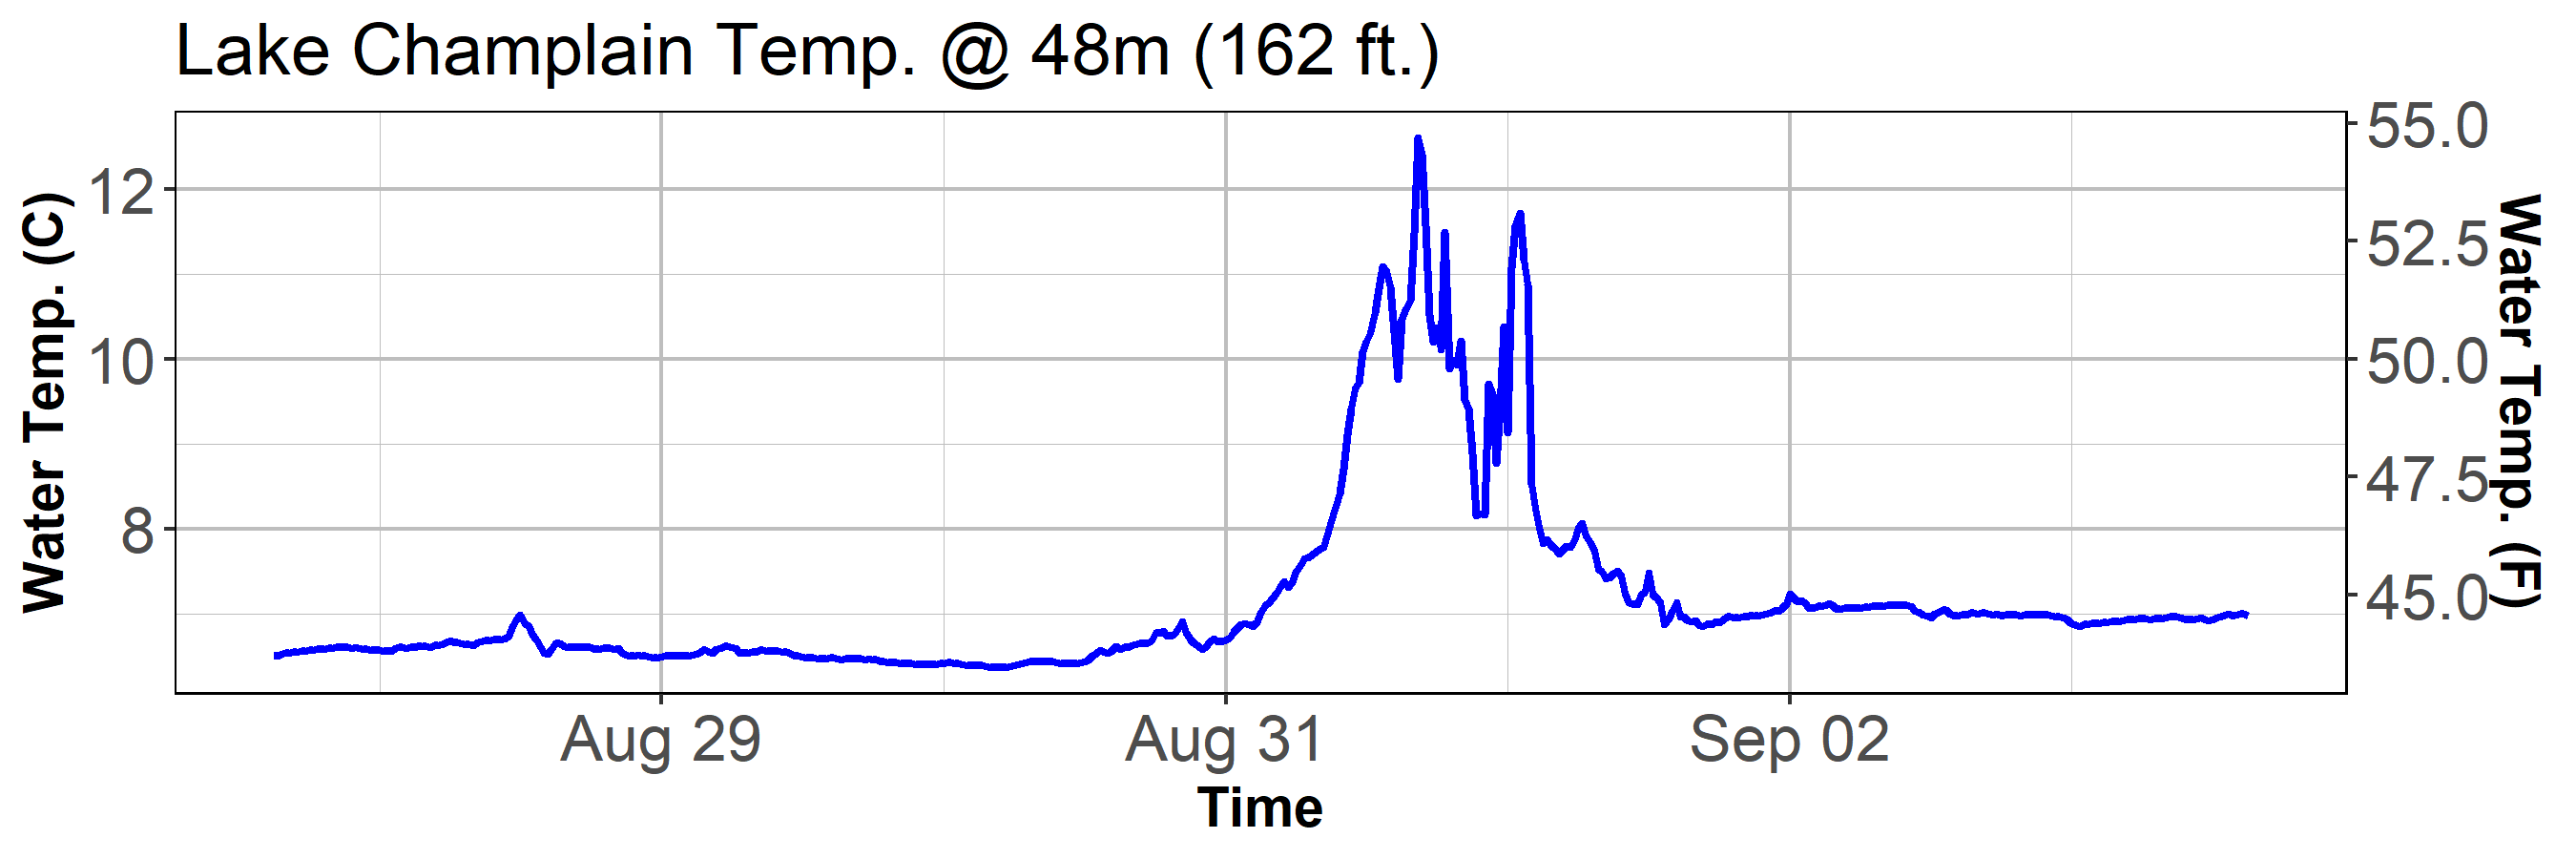 Lake Champlain Temp. @ 48m (162 ft.)
Water Temp. (C)
12
10
8
55.0
52.5
50.0
47.5
45.0
Water Temp. (F)
Aug 29
Aug 31
Sep 02
Time